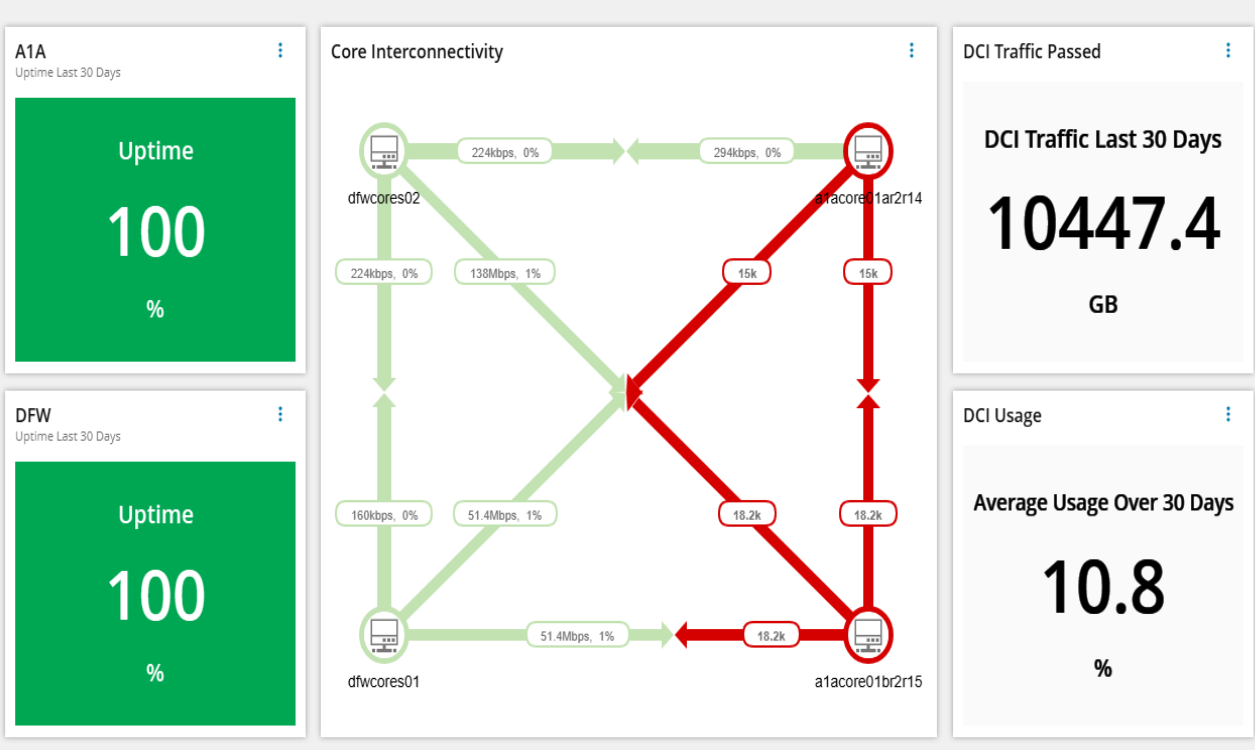 A1A
Uptime Last 30 Days
Uptime
100
%
DFW
Uptime Last 30 Days
Uptime
100
%
Core Interconnectivity
224kbps, 0%
294kbps, 0%
dfwcores02
a1acore01ar2r14
224kbps, 0%
138Mbps, 1%
15k
15k
160kbps, 0%
51.4Mbps, 1%
18.2k
18.2k
51.4Mbps, 1%
18.2k
dfwcores01
a1acore01br2r15
DCI Traffic Passed
DCI Traffic Last 30 Days
10447.4
GB
DCI Usage
Average Usage Over 30 Days
10.8
%